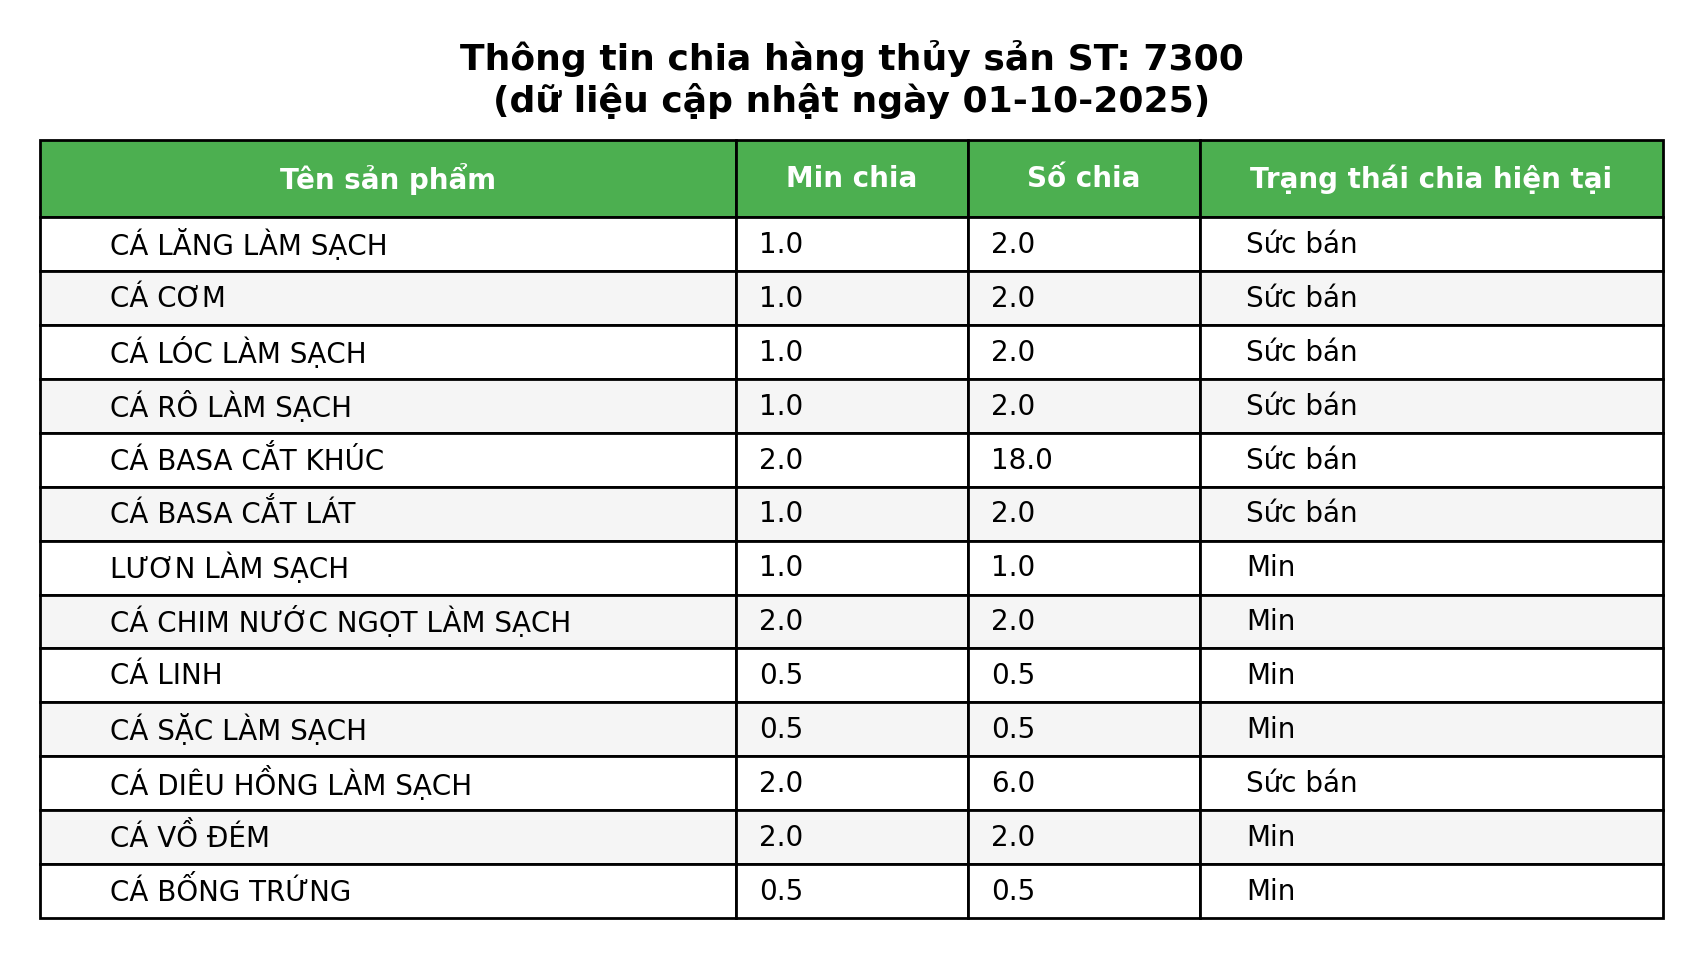 Thông tin chia hàng thủy sản ST: 7300
(dữ liệu cập nhật ngày 01-10-2025)
Tên sản phẩm Min chia Số chia Trạng thái chia hiện tại
CÁ LĂNG LÀM SẠCH 1.0 2.0 Sức bán
CÁ CƠM 1.0 2.0 Sức bán
CÁ LÓC LÀM SẠCH 1.0 2.0 Sức bán
CÁ RÔ LÀM SẠCH 1.0 2.0 Sức bán
CÁ BASA CẮT KHÚC 2.0 18.0 Sức bán
CÁ BASA CẮT LÁT 1.0 2.0 Sức bán
LƯƠN LÀM SẠCH 1.0 1.0 Min
CÁ CHIM NƯỚC NGỌT LÀM SẠCH 2.0 2.0 Min
CÁ LINH 0.5 0.5 Min
CÁ SẶC LÀM SẠCH 0.5 0.5 Min
CÁ DIÊU HỒNG LÀM SẠCH 2.0 6.0 Sức bán
CÁ VỒ ĐÉM 2.0 2.0 Min
CÁ BỐNG TRỨNG 0.5 0.5 Min